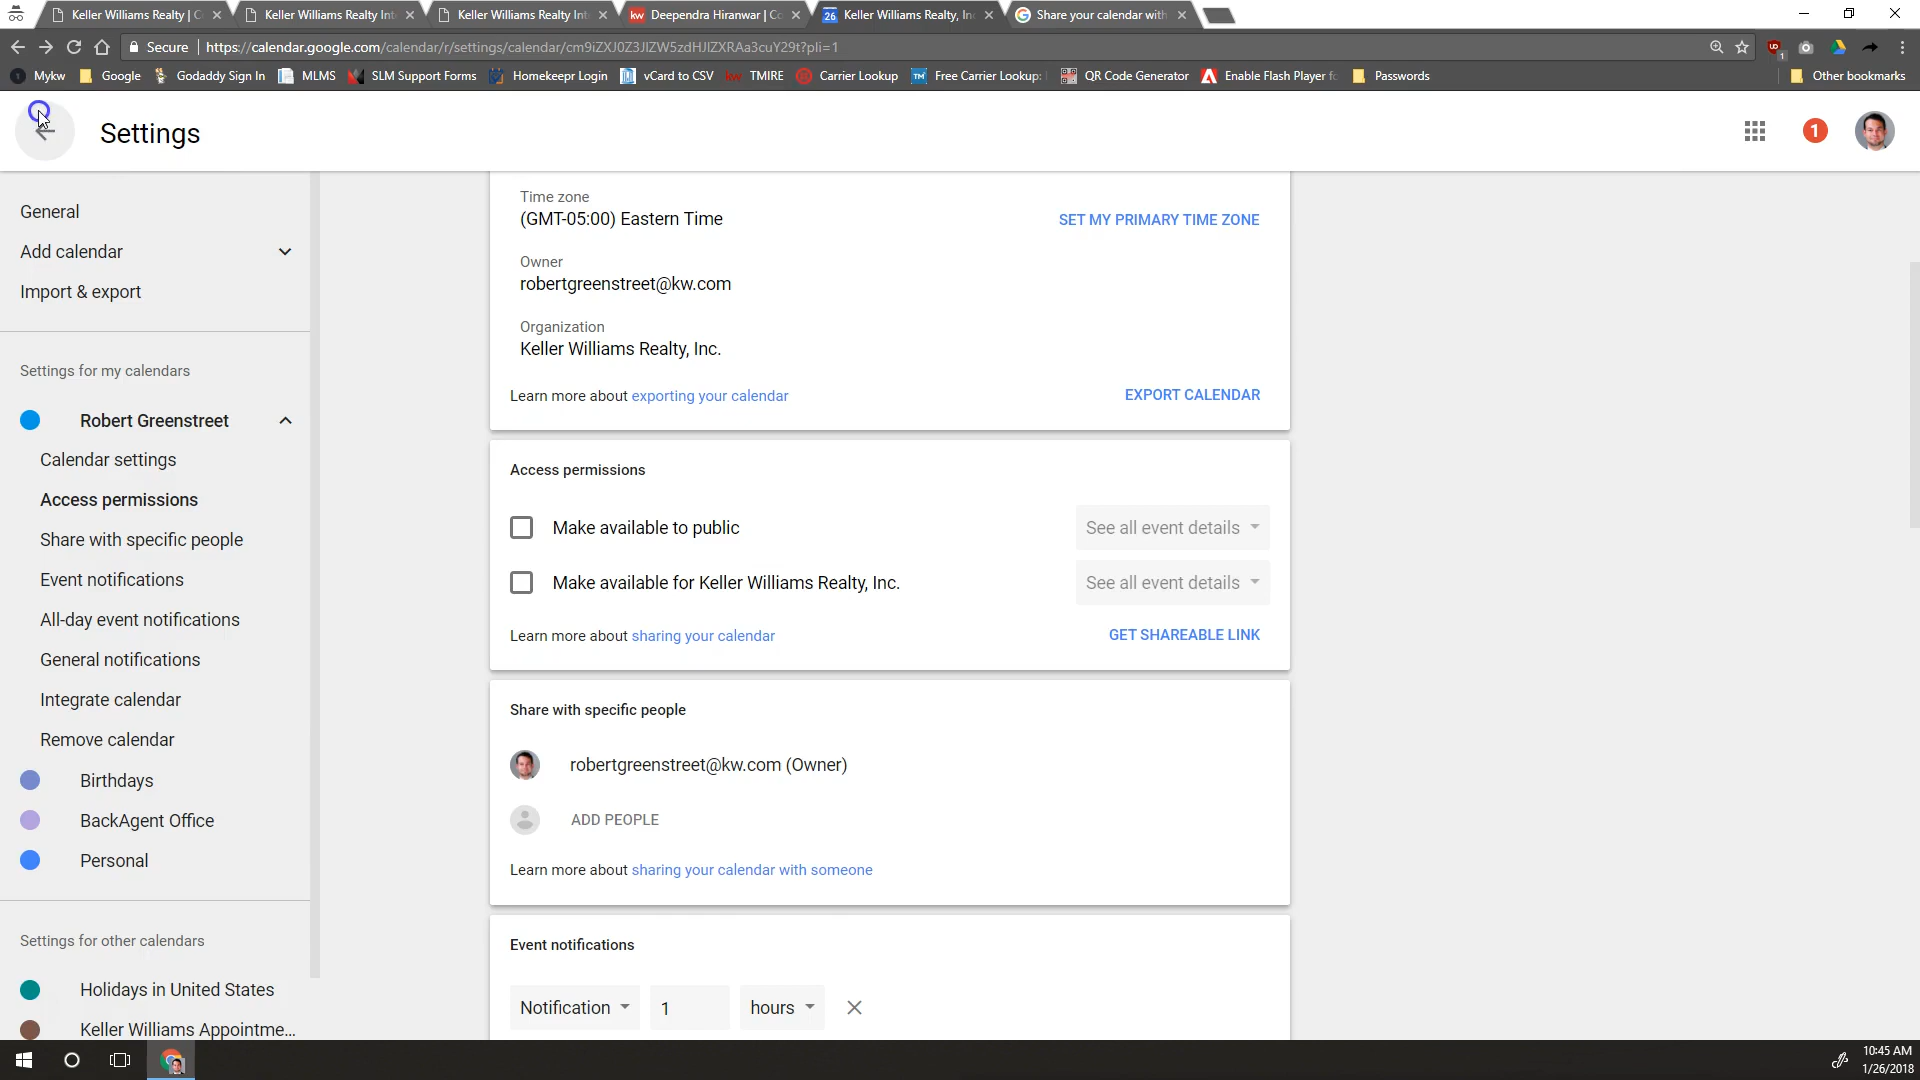 Keller Williams Realty | C
Keller Williams Realty Int
Keller Williams Realty Int
kw Deependra Hiranwar | Co
26 Keller Williams Realty, In
Share your calendar with
Secure https://calendar.google.com/calendar/r/settings/calendar/cm9iZXJ0Z3JlZW5zdHJlZXRAa3cuY29t?pli=1
Mykw
Google
Godaddy Sign In
MLMS
SLM Support Forms
Homekeepr Login
vCard to CSV
kw TMIRE
Carrier Lookup
Free Carrier Lookup:
QR Code Generator
Enable Flash Player fo
Passwords
Other bookmarks
Settings
1
General
Add calendar
Import & export
Settings for my calendars
Robert Greenstreet
Calendar settings
Access permissions
Share with specific people
Event notifications
All-day event notifications
General notifications
Integrate calendar
Remove calendar
Birthdays
BackAgent Office
Personal
Settings for other calendars
Holidays in United States
Keller Williams Appointme...
Time zone
(GMT-05:00) Eastern Time
SET MY PRIMARY TIME ZONE
Owner
robertgreenstreet@kw.com
Organization
Keller Williams Realty, Inc.
Learn more about exporting your calendar
EXPORT CALENDAR
Access permissions
Make available to public
See all event details
Make available for Keller Williams Realty, Inc.
See all event details
Learn more about sharing your calendar
GET SHAREABLE LINK
Share with specific people
robertgreenstreet@kw.com (Owner)
ADD PEOPLE
Learn more about sharing your calendar with someone
Event notifications
Notification
1
hours
10:45 AM
1/26/2018